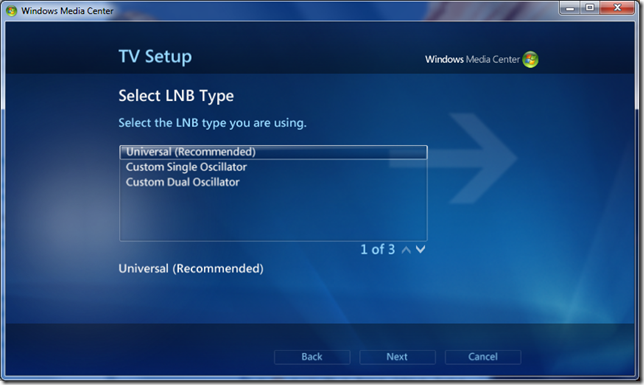 Windows Media Center
TV Setup
Windows Media Center
Select LNB Type
Select the LNB type you are using.
Universal (Recommended)
Custom Single Oscillator
Custom Dual Oscillator
1 of 3
Universal (Recommended)
Back Next Cancel